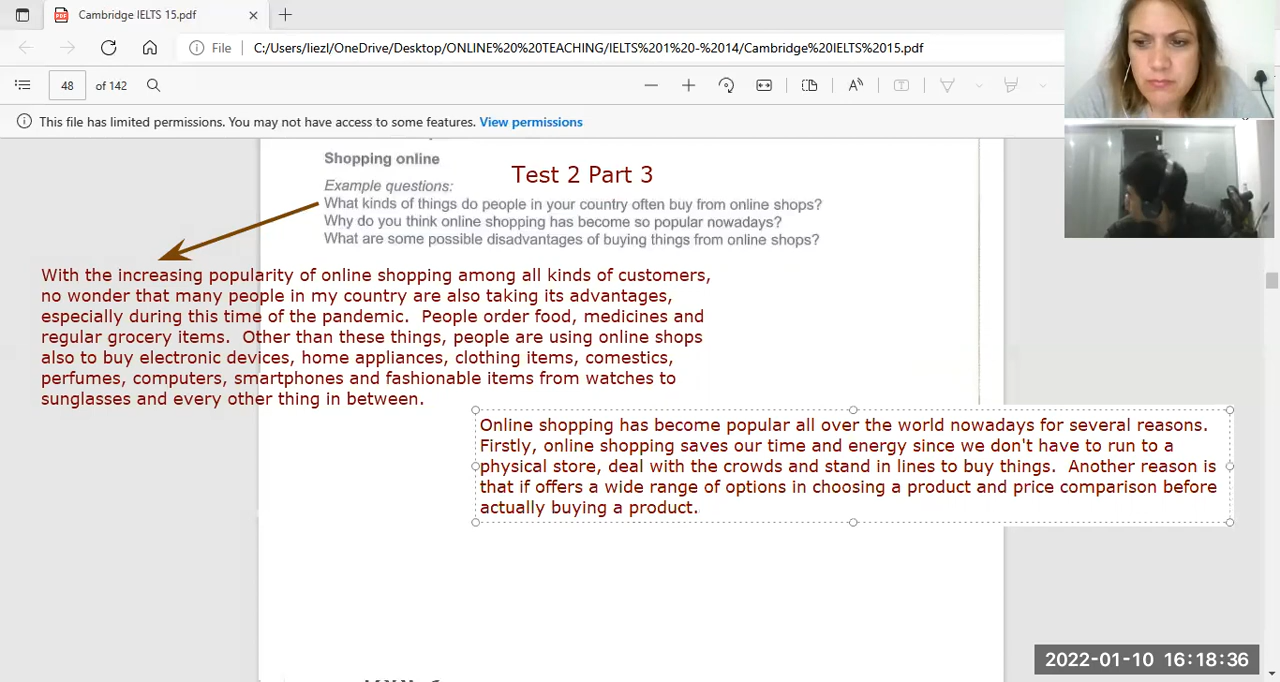 Cambridge IELTS 15.pdf
File
C:/Users/liezl/OneDrive/Desktop/ONLINE%20%20TEACHING/IELTS%201%20-%2014/Cambridge%20IELTS%2015.pdf
48 of 142
This file has limited permissions. You may not have access to some features. View permissions
Shopping online
Test 2 Part 3
Example questions:
What kinds of things do people in your country often buy from online shops?
Why do you think online shopping has become so popular nowadays?
What are some possible disadvantages of buying things from online shops?
With the increasing popularity of online shopping among all kinds of customers,
no wonder that many people in my country are also taking its advantages,
especially during this time of the pandemic.  People order food, medicines and
regular grocery items.  Other than these things, people are using online shops
also to buy electronic devices, home appliances, clothing items, comestics,
perfumes, computers, smartphones and fashionable items from watches to
sunglasses and every other thing in between.
Online shopping has become popular all over the world nowadays for several reasons.
Firstly, online shopping saves our time and energy since we don't have to run to a
physical store, deal with the crowds and stand in lines to buy things.  Another reason is
that if offers a wide range of options in choosing a product and price comparison before
actually buying a product.
2022-01-10 16:18:36